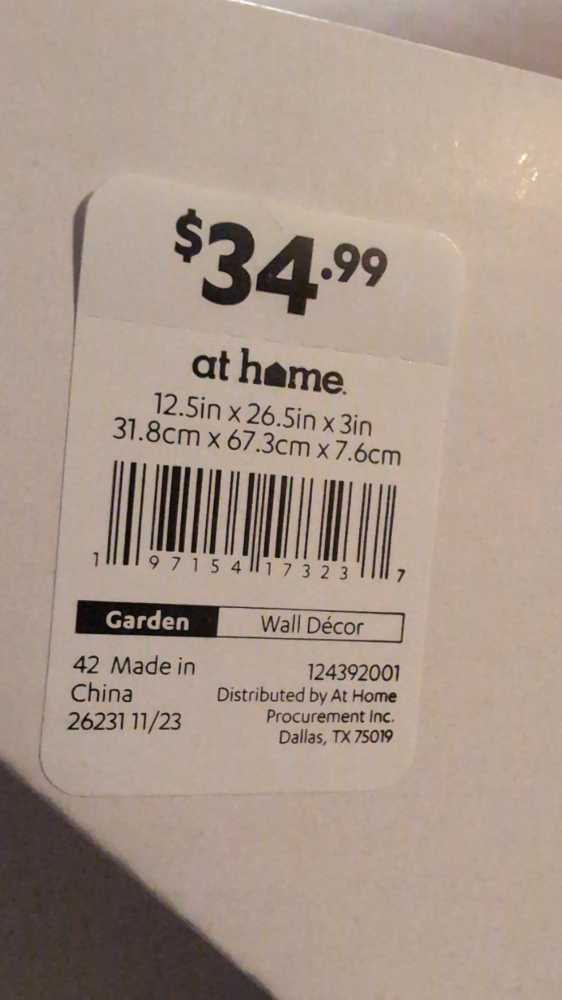 $34.99
at home.
12.5in x 26.5in x 3in
31.8cm x 67.3cm x 7.6cm
1 97154 17323 7
Garden Wall Décor
42 Made in
China
26231 11/23
124392001
Distributed by At Home
Procurement Inc.
Dallas, TX 75019